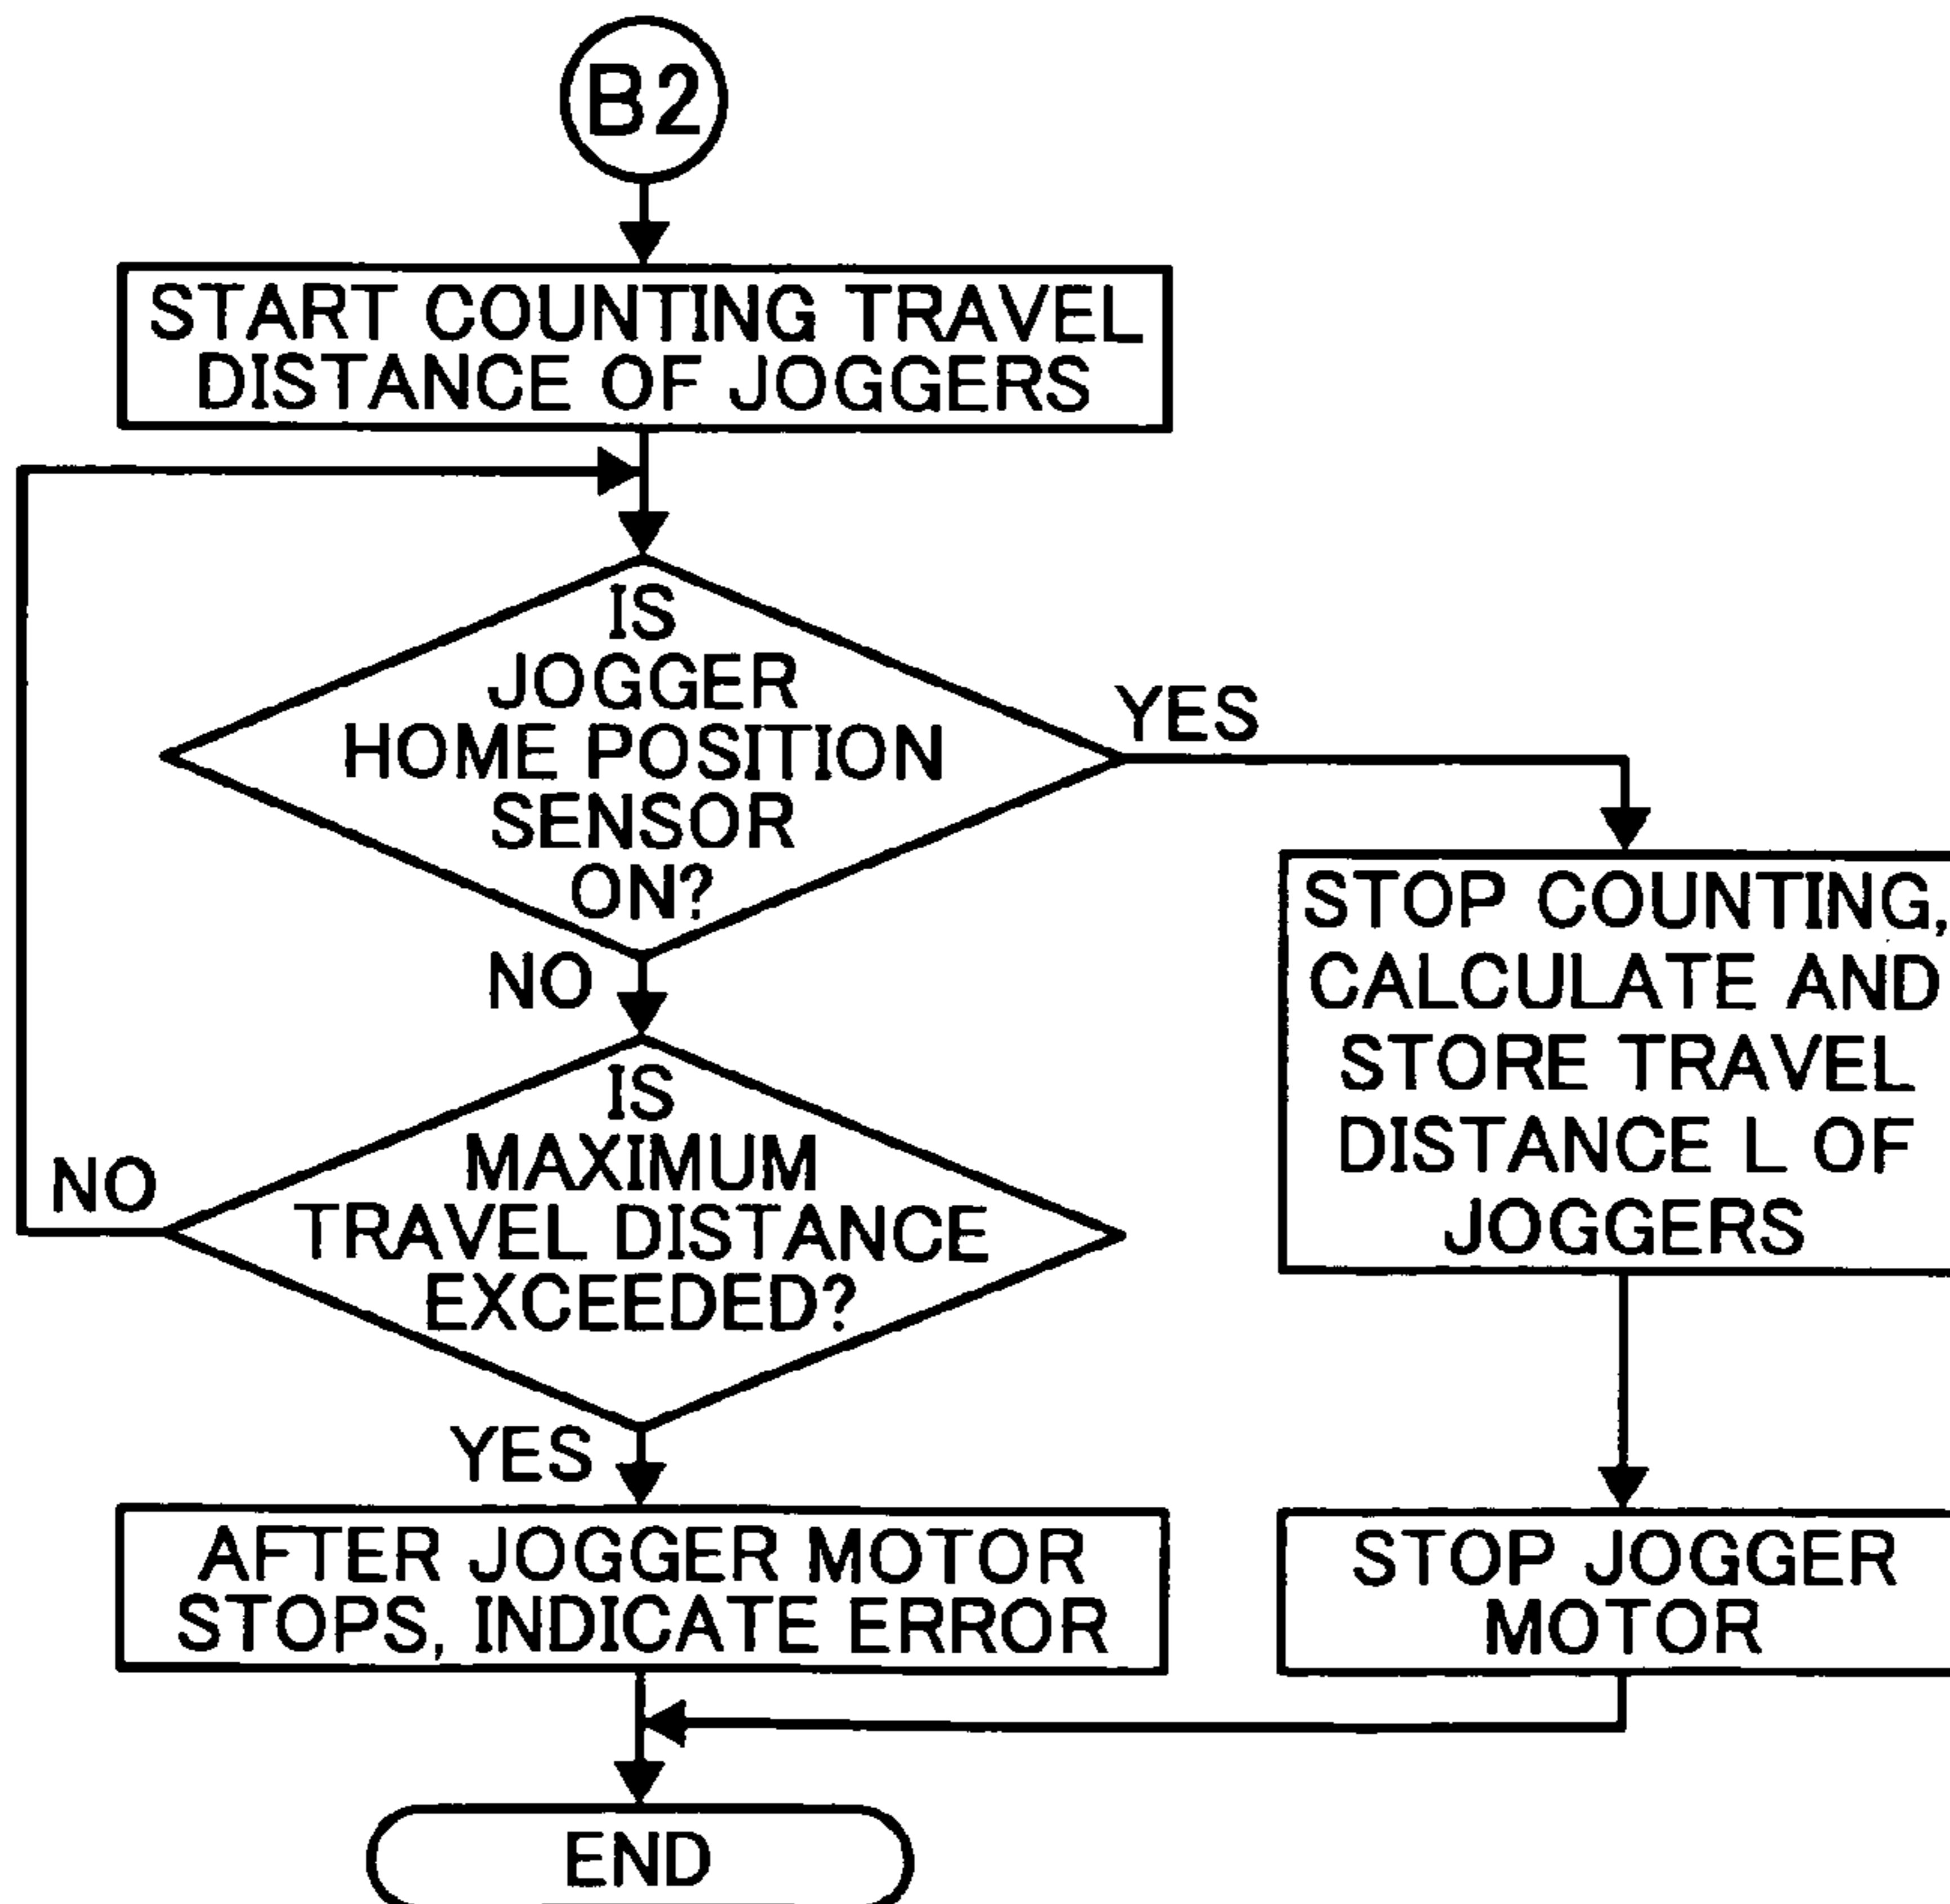 B2
START COUNTING TRAVEL
DISTANCE OF JOGGERS
IS
JOGGER
HOME POSITION
SENSOR
ON?
YES
NO
STOP COUNTING,
CALCULATE AND
STORE TRAVEL
DISTANCE L OF
JOGGERS
IS
MAXIMUM
TRAVEL DISTANCE
EXCEEDED?
NO
YES
AFTER JOGGER MOTOR
STOPS, INDICATE ERROR
STOP JOGGER
MOTOR
END